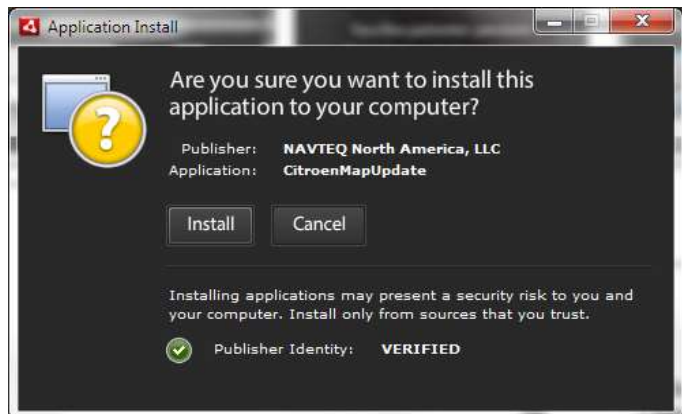 Application Install
Are you sure you want to install this
application to your computer?
Publisher: NAVTEQ North America, LLC
Application: CitroenMapUpdate
Install Cancel
Installing applications may present a security risk to you and
your computer. Install only from sources that you trust.
Publisher Identity: VERIFIED